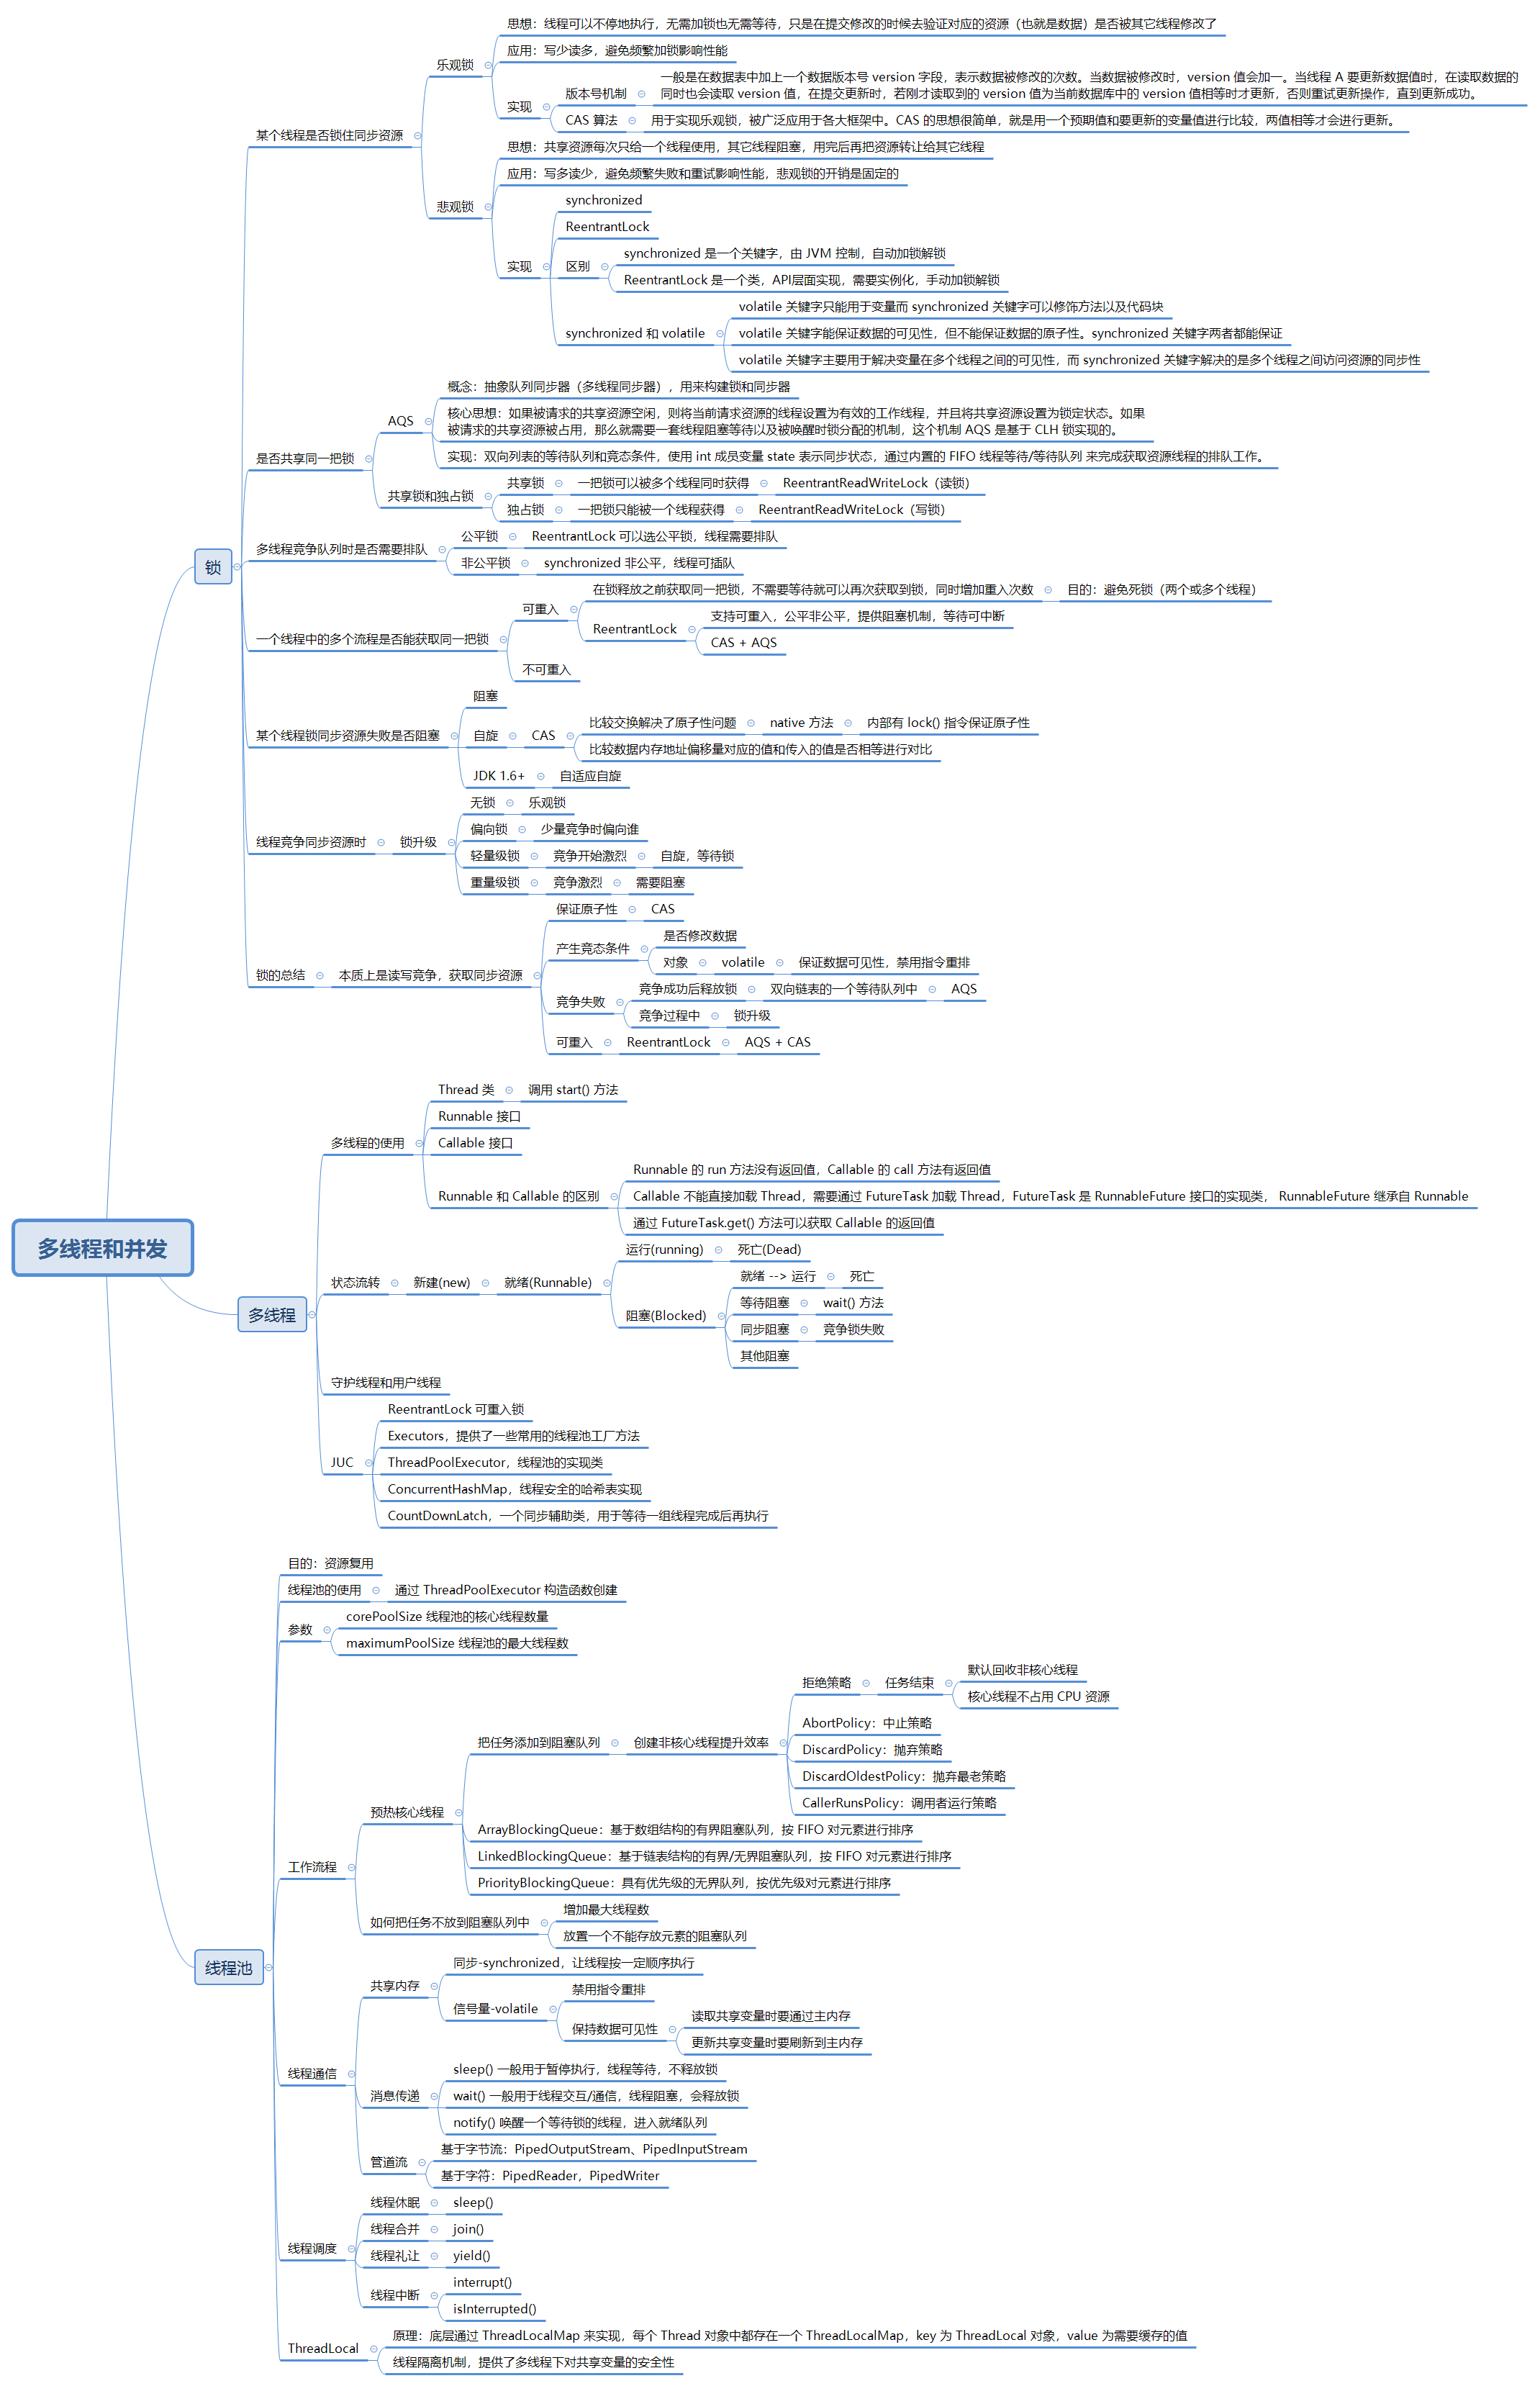 多线程和并发
锁
某个线程是否锁住同步资源
乐观锁
思想：线程可以不停地执行，无需加锁也无需等待，只是在提交修改的时候去验证对应的资源（也就是数据）是否被其它线程修改了
应用：写少读多，避免频繁加锁影响性能
实现
版本号机制
一般是在数据表中加上一个数据版本号 version 字段，表示数据被修改的次数。当数据被修改时，version 值会加一。当线程 A 要更新数据值时，在读取数据的
同时也会读取 version 值，在提交更新时，若刚才读取到的 version 值为当前数据库中的 version 值相等时才更新，否则重试更新操作，直到更新成功。
CAS 算法
用于实现乐观锁，被广泛应用于各大框架中。CAS 的思想很简单，就是用一个预期值和要更新的变量值进行比较，两值相等才会进行更新。
悲观锁
思想：共享资源每次只给一个线程使用，其它线程阻塞，用完后再把资源转让给其它线程
应用：写多读少，避免频繁失败和重试影响性能，悲观锁的开销是固定的
实现
synchronized
ReentrantLock
区别
synchronized 是一个关键字，由 JVM 控制，自动加锁解锁
ReentrantLock 是一个类，API层面实现，需要实例化，手动加锁解锁
synchronized 和 volatile
volatile 关键字只能用于变量而 synchronized 关键字可以修饰方法以及代码块
volatile 关键字能保证数据的可见性，但不能保证数据的原子性。synchronized 关键字两者都能保证
volatile 关键字主要用于解决变量在多个线程之间的可见性，而 synchronized 关键字解决的是多个线程之间访问资源的同步性
是否共享同一把锁
AQS
概念：抽象队列同步器（多线程同步器），用来构建锁和同步器
核心思想：如果被请求的共享资源空闲，则将当前请求资源的线程设置为有效的工作线程，并且将共享资源设置为锁定状态。如果
被请求的共享资源被占用，那么就需要一套线程阻塞等待以及被唤醒时锁分配的机制，这个机制 AQS 是基于 CLH 锁实现的。
实现：双向列表的等待队列和竞态条件，使用 int 成员变量 state 表示同步状态，通过内置的 FIFO 线程等待/等待队列 来完成获取资源线程的排队工作。
共享锁和独占锁
共享锁
一把锁可以被多个线程同时获得
ReentrantReadWriteLock（读锁）
独占锁
一把锁只能被一个线程获得
ReentrantReadWriteLock（写锁）
多线程竞争队列时是否需要排队
公平锁
ReentrantLock 可以选公平锁，线程需要排队
非公平锁
synchronized 非公平，线程可插队
一个线程中的多个流程是否能获取同一把锁
可重入
在锁释放之前获取同一把锁，不需要等待就可以再次获取到锁，同时增加重入次数
目的：避免死锁（两个或多个线程）
ReentrantLock
支持可重入，公平非公平，提供阻塞机制，等待可中断
CAS + AQS
不可重入
某个线程锁同步资源失败是否阻塞
阻塞
自旋
CAS
比较交换解决了原子性问题
native 方法
内部有 lock() 指令保证原子性
比较数据内存地址偏移量对应的值和传入的值是否相等进行对比
JDK 1.6+
自适应自旋
线程竞争同步资源时
锁升级
无锁
乐观锁
偏向锁
少量竞争时偏向谁
轻量级锁
竞争开始激烈
自旋，等待锁
重量级锁
竞争激烈
需要阻塞
锁的总结
本质上是读写竞争，获取同步资源
保证原子性
CAS
产生竞态条件
是否修改数据
对象
volatile
保证数据可见性，禁用指令重排
竞争失败
竞争成功后释放锁
双向链表的一个等待队列中
AQS
竞争过程中
锁升级
可重入
ReentrantLock
AQS + CAS
多线程
多线程的使用
Thread 类
调用 start() 方法
Runnable 接口
Callable 接口
Runnable 和 Callable 的区别
Runnable 的 run 方法没有返回值，Callable 的 call 方法有返回值
Callable 不能直接加载 Thread，需要通过 FutureTask 加载 Thread，FutureTask 是 RunnableFuture 接口的实现类， RunnableFuture 继承自 Runnable
通过 FutureTask.get() 方法可以获取 Callable 的返回值
状态流转
新建(new)
就绪(Runnable)
运行(running)
死亡(Dead)
阻塞(Blocked)
就绪 --> 运行
死亡
等待阻塞
wait() 方法
同步阻塞
竞争锁失败
其他阻塞
守护线程和用户线程
JUC
ReentrantLock 可重入锁
Executors，提供了一些常用的线程池工厂方法
ThreadPoolExecutor，线程池的实现类
ConcurrentHashMap，线程安全的哈希表实现
CountDownLatch，一个同步辅助类，用于等待一组线程完成后再执行
线程池
目的：资源复用
线程池的使用
通过 ThreadPoolExecutor 构造函数创建
参数
corePoolSize 线程池的核心线程数量
maximumPoolSize 线程池的最大线程数
工作流程
预热核心线程
把任务添加到阻塞队列
创建非核心线程提升效率
拒绝策略
任务结束
默认回收非核心线程
核心线程不占用 CPU 资源
AbortPolicy：中止策略
DiscardPolicy：抛弃策略
DiscardOldestPolicy：抛弃最老策略
CallerRunsPolicy：调用者运行策略
ArrayBlockingQueue：基于数组结构的有界阻塞队列，按 FIFO 对元素进行排序
LinkedBlockingQueue：基于链表结构的有界/无界阻塞队列，按 FIFO 对元素进行排序
PriorityBlockingQueue：具有优先级的无界队列，按优先级对元素进行排序
如何把任务不放到阻塞队列中
增加最大线程数
放置一个不能存放元素的阻塞队列
线程通信
共享内存
同步-synchronized，让线程按一定顺序执行
信号量-volatile
禁用指令重排
保持数据可见性
读取共享变量时要通过主内存
更新共享变量时要刷新到主内存
消息传递
sleep() 一般用于暂停执行，线程等待，不释放锁
wait() 一般用于线程交互/通信，线程阻塞，会释放锁
notify() 唤醒一个等待锁的线程，进入就绪队列
管道流
基于字节流：PipedOutputStream、PipedInputStream
基于字符：PipedReader，PipedWriter
线程调度
线程休眠
sleep()
线程合并
join()
线程礼让
yield()
线程中断
interrupt()
isInterrupted()
ThreadLocal
原理：底层通过 ThreadLocalMap 来实现，每个 Thread 对象中都存在一个 ThreadLocalMap，key 为 ThreadLocal 对象，value 为需要缓存的值
线程隔离机制，提供了多线程下对共享变量的安全性